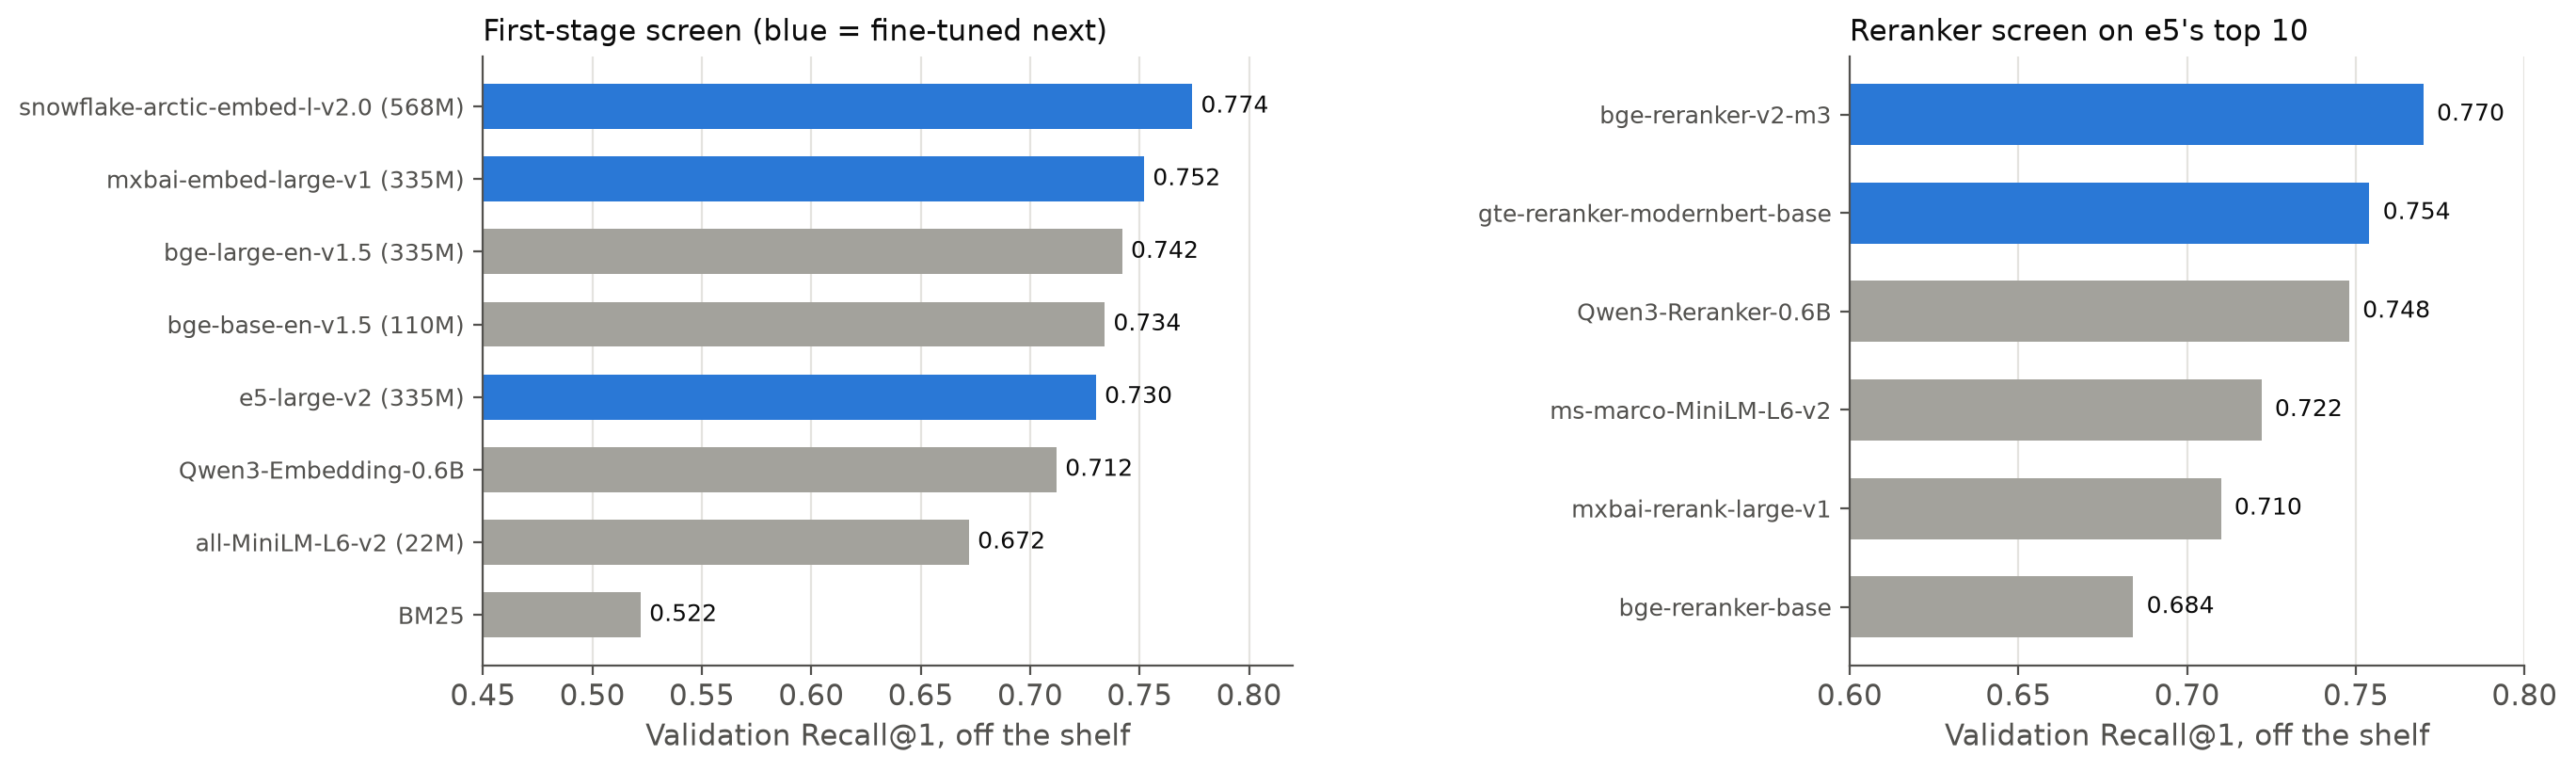 First-stage screen (blue = fine-tuned next)
snowflake-arctic-embed-l-v2.0 (568M) 0.774
mxbai-embed-large-v1 (335M) 0.752
bge-large-en-v1.5 (335M) 0.742
bge-base-en-v1.5 (110M) 0.734
e5-large-v2 (335M) 0.730
Qwen3-Embedding-0.6B 0.712
all-MiniLM-L6-v2 (22M) 0.672
BM25 0.522
0.45 0.50 0.55 0.60 0.65 0.70 0.75 0.80
Validation Recall@1, off the shelf
Reranker screen on e5's top 10
bge-reranker-v2-m3 0.770
gte-reranker-modernbert-base 0.754
Qwen3-Reranker-0.6B 0.748
ms-marco-MiniLM-L6-v2 0.722
mxbai-rerank-large-v1 0.710
bge-reranker-base 0.684
0.60 0.65 0.70 0.75 0.80
Validation Recall@1, off the shelf